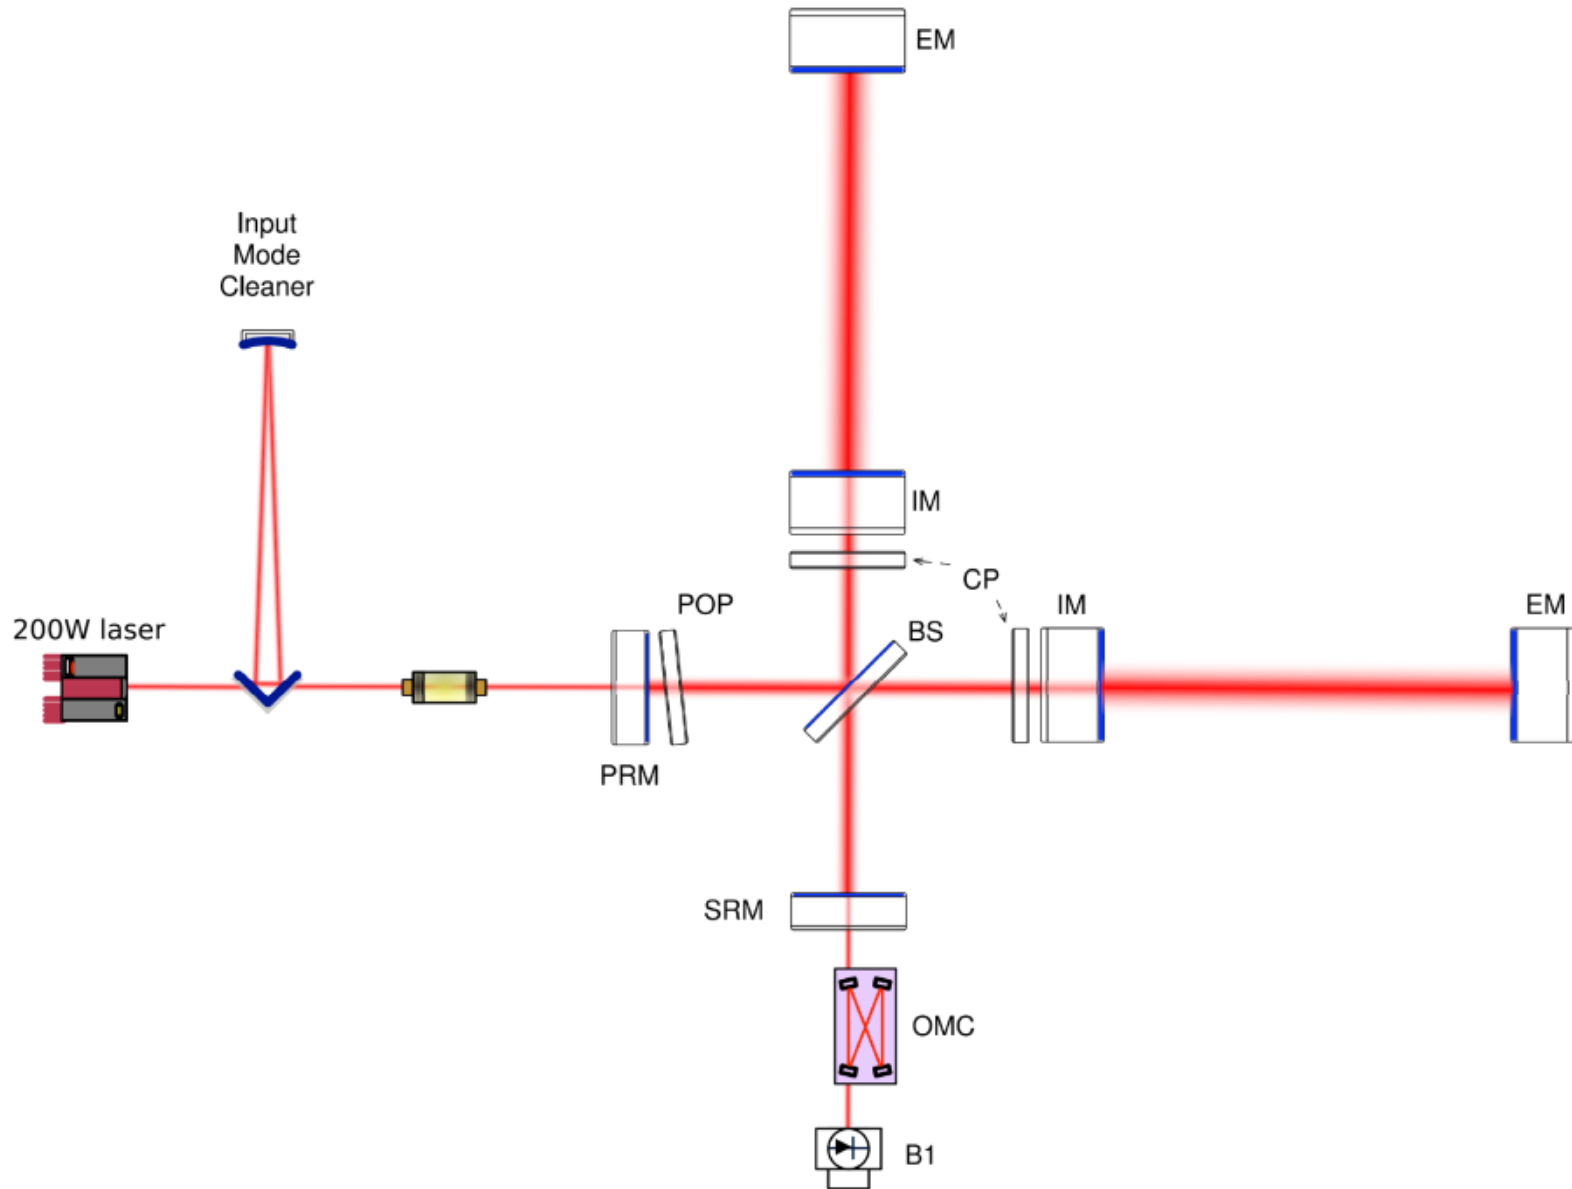 EM
Input
Mode
Cleaner
IM
CP
POP
BS
IM
EM
200W laser
PRM
SRM
OMC
B1